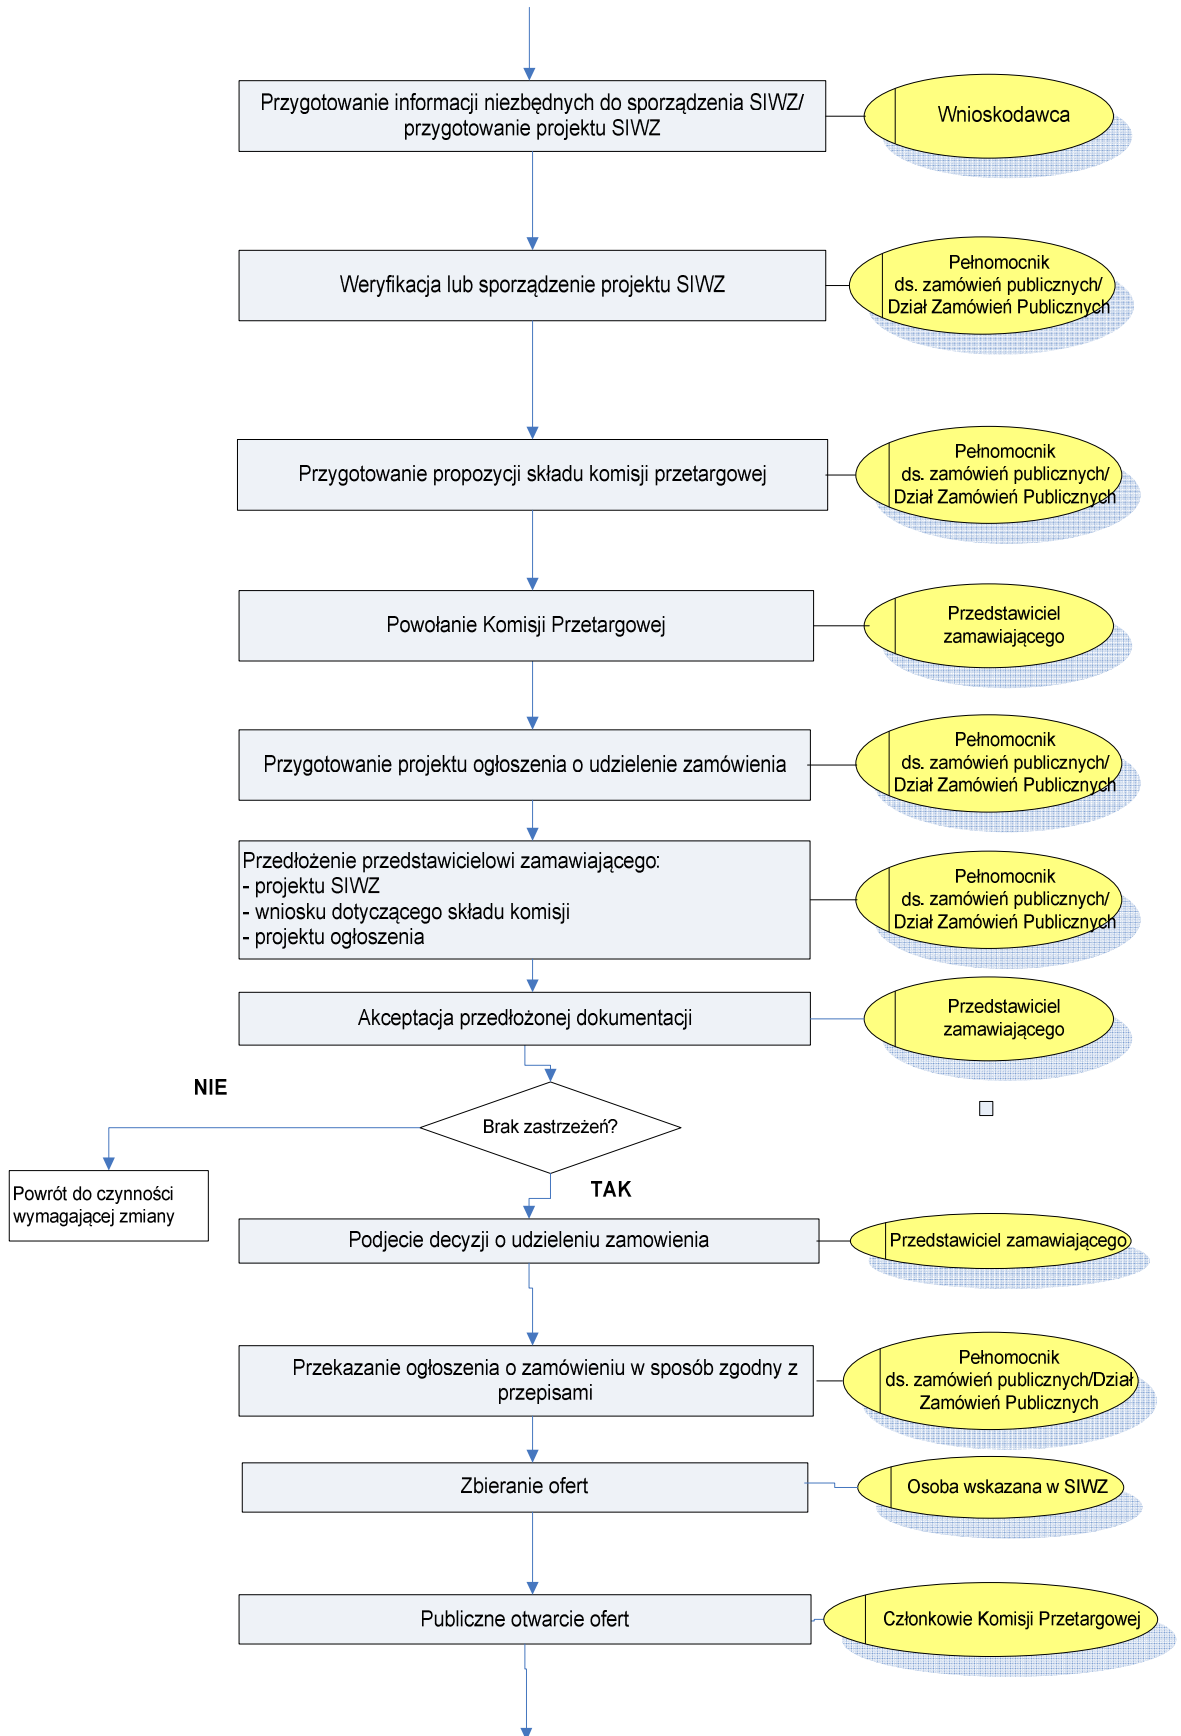 Przygotowanie informacji niezbędnych do sporządzenia SIWZ/
przygotowanie projektu SIWZ
Wnioskodawca
Weryfikacja lub sporządzenie projektu SIWZ
Pełnomocnik
ds. zamówień publicznych/
Dział Zamówień Publicznych
Przygotowanie propozycji składu komisji przetargowej
Pełnomocnik
ds. zamówień publicznych/
Dział Zamówień Publicznych
Powołanie Komisji Przetargowej
Przedstawiciel
zamawiającego
Przygotowanie projektu ogłoszenia o udzielenie zamówienia
Pełnomocnik
ds. zamówień publicznych/
Dział Zamówień Publicznych
Przedłożenie przedstawicielowi zamawiającego:
- projektu SIWZ
- wniosku dotyczącego składu komisji
- projektu ogłoszenia
Pełnomocnik
ds. zamówień publicznych/
Dział Zamówień Publicznych
Akceptacja przedłożonej dokumentacji
Przedstawiciel
zamawiającego
NIE
Brak zastrzeżeń?
Powrót do czynności
wymagającej zmiany
TAK
Podjecie decyzji o udzieleniu zamowienia
Przedstawiciel zamawiającego
Przekazanie ogłoszenia o zamówieniu w sposób zgodny z
przepisami
Pełnomocnik
ds. zamówień publicznych/Dział
Zamówień Publicznych
Zbieranie ofert
Osoba wskazana w SIWZ
Publiczne otwarcie ofert
Członkowie Komisji Przetargowej